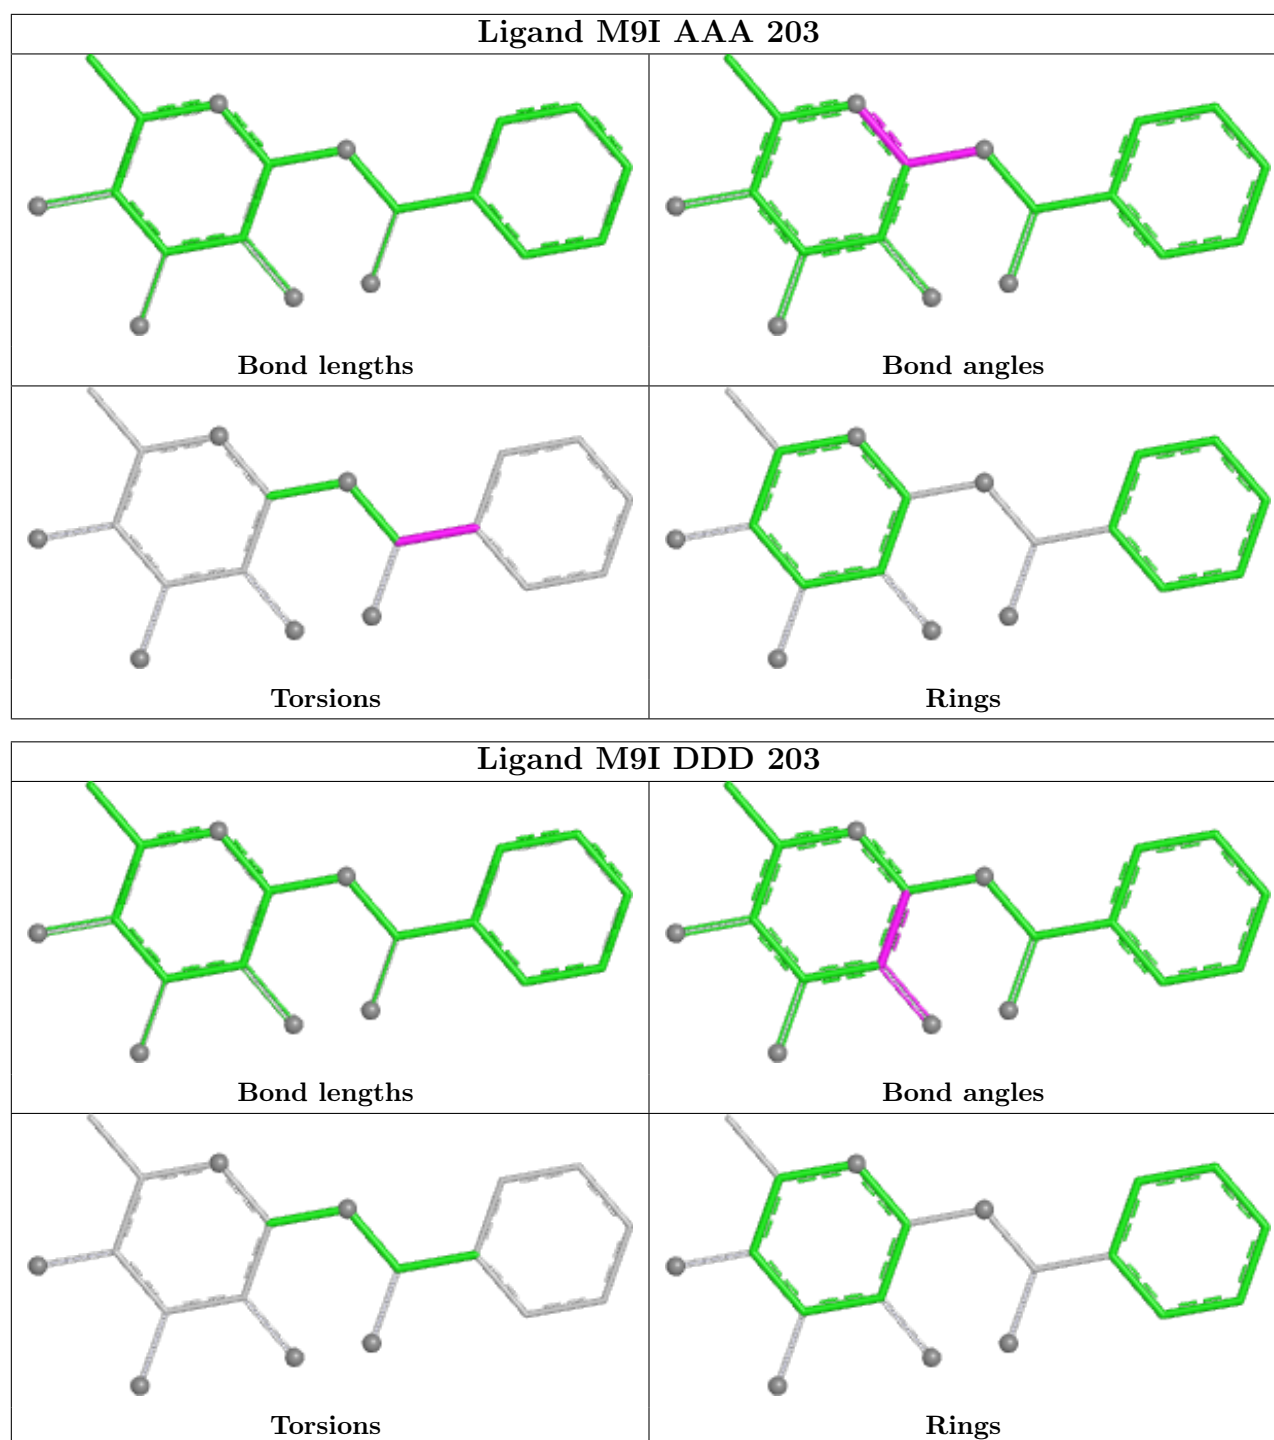 Ligand M9I AAA 203
Bond lengths
Bond angles
Torsions
Rings
Ligand M9I DDD 203
Bond lengths
Bond angles
Torsions
Rings